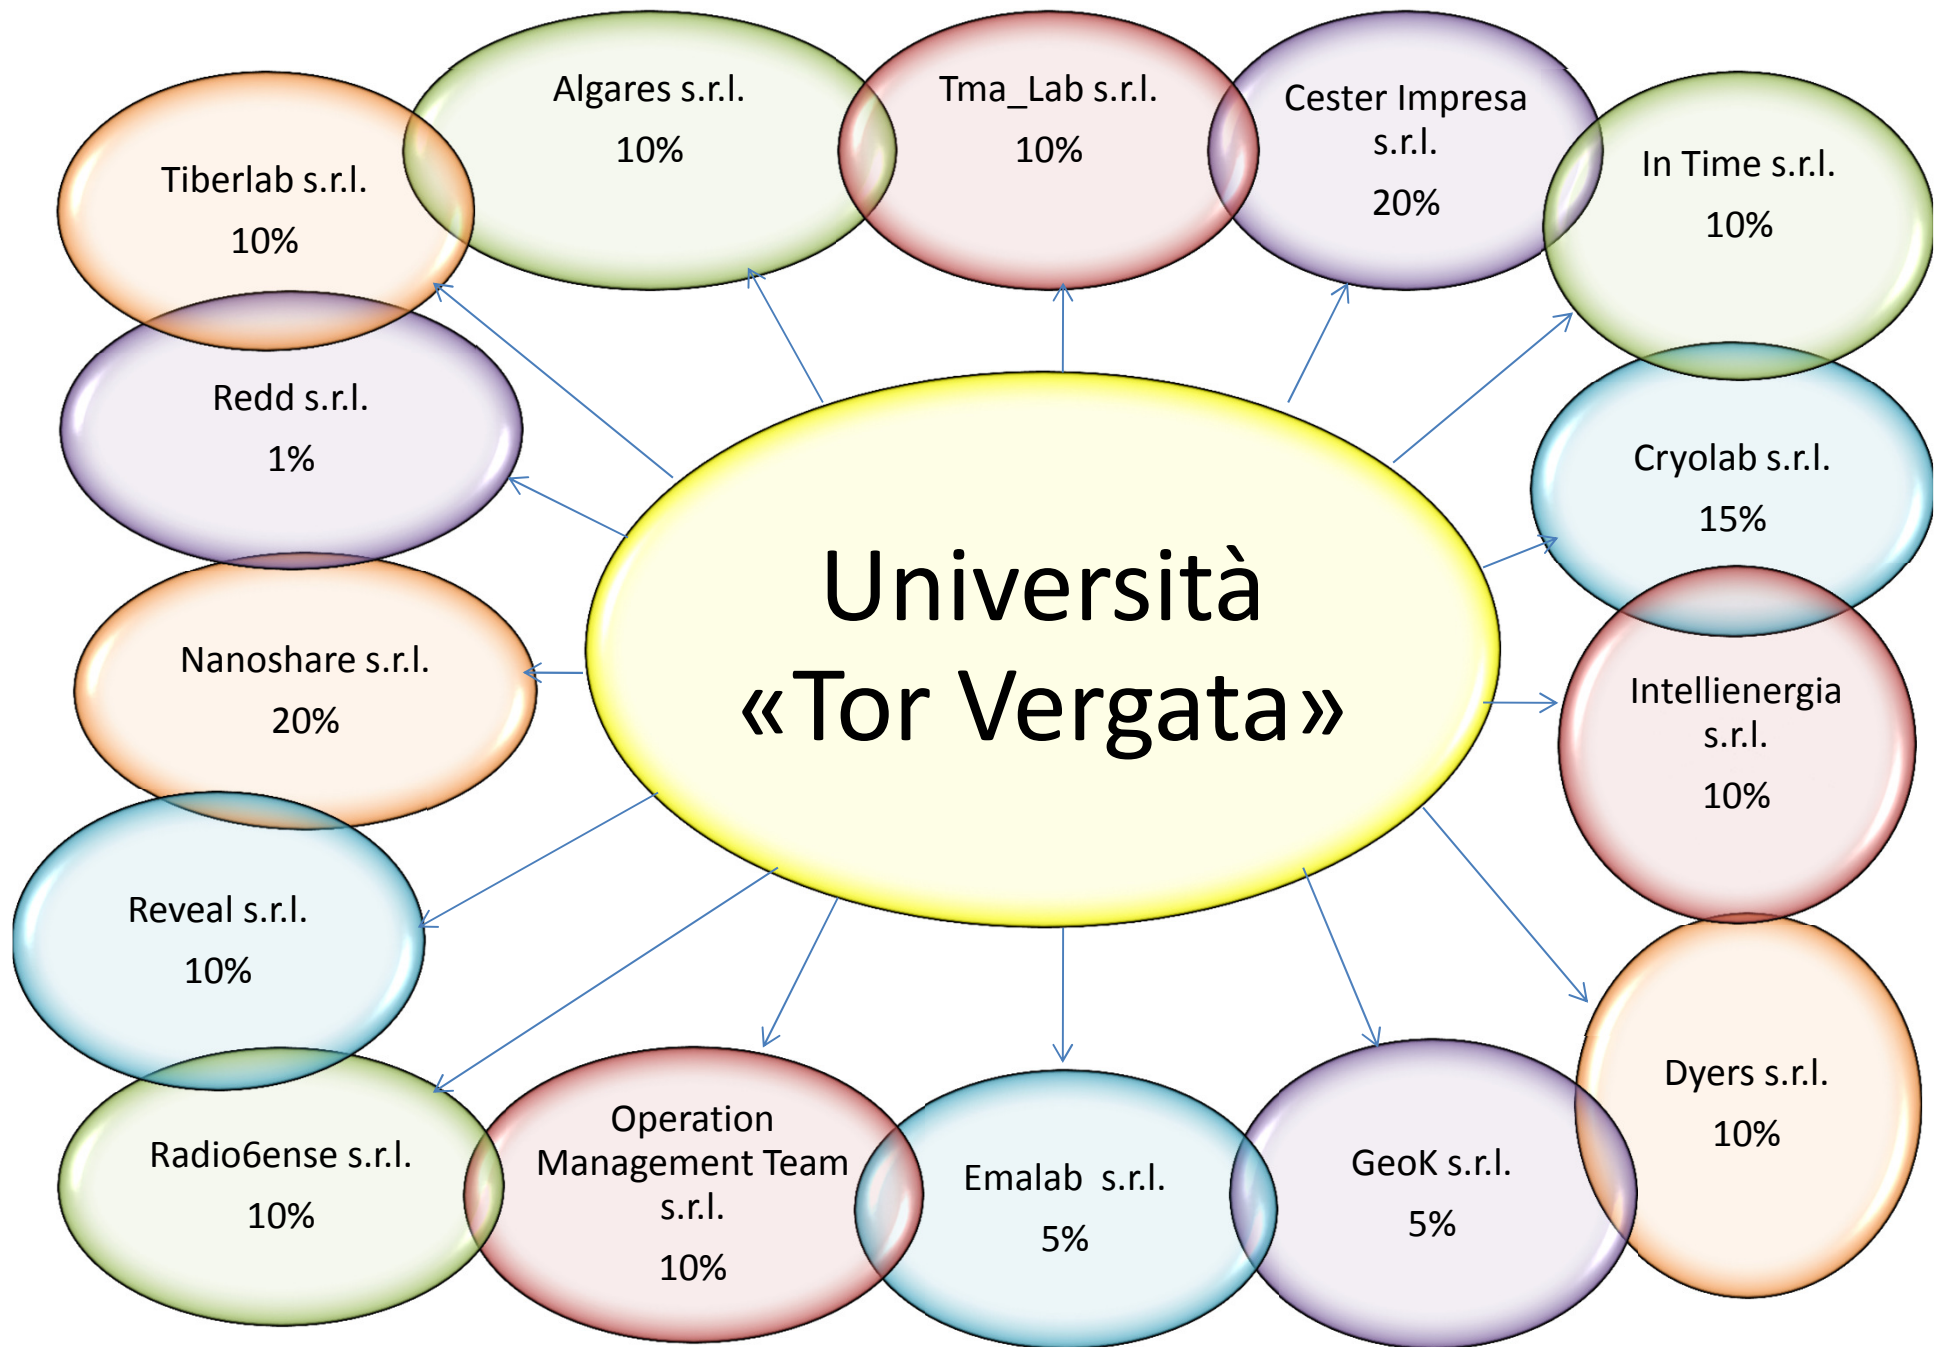 Algares s.r.l.
10%
Tma_Lab s.r.l.
10%
Cester Impresa
s.r.l.
20%
In Time s.r.l.
10%
Tiberlab s.r.l.
10%
Redd s.r.l.
1%
Cryolab s.r.l.
15%
Università
«Tor Vergata»
Nanoshare s.r.l.
20%
Intellienergia
s.r.l.
10%
Reveal s.r.l.
10%
Dyers s.r.l.
10%
Radio6ense s.r.l.
10%
Operation
Management Team
s.r.l.
10%
Emalab  s.r.l.
5%
GeoK s.r.l.
5%